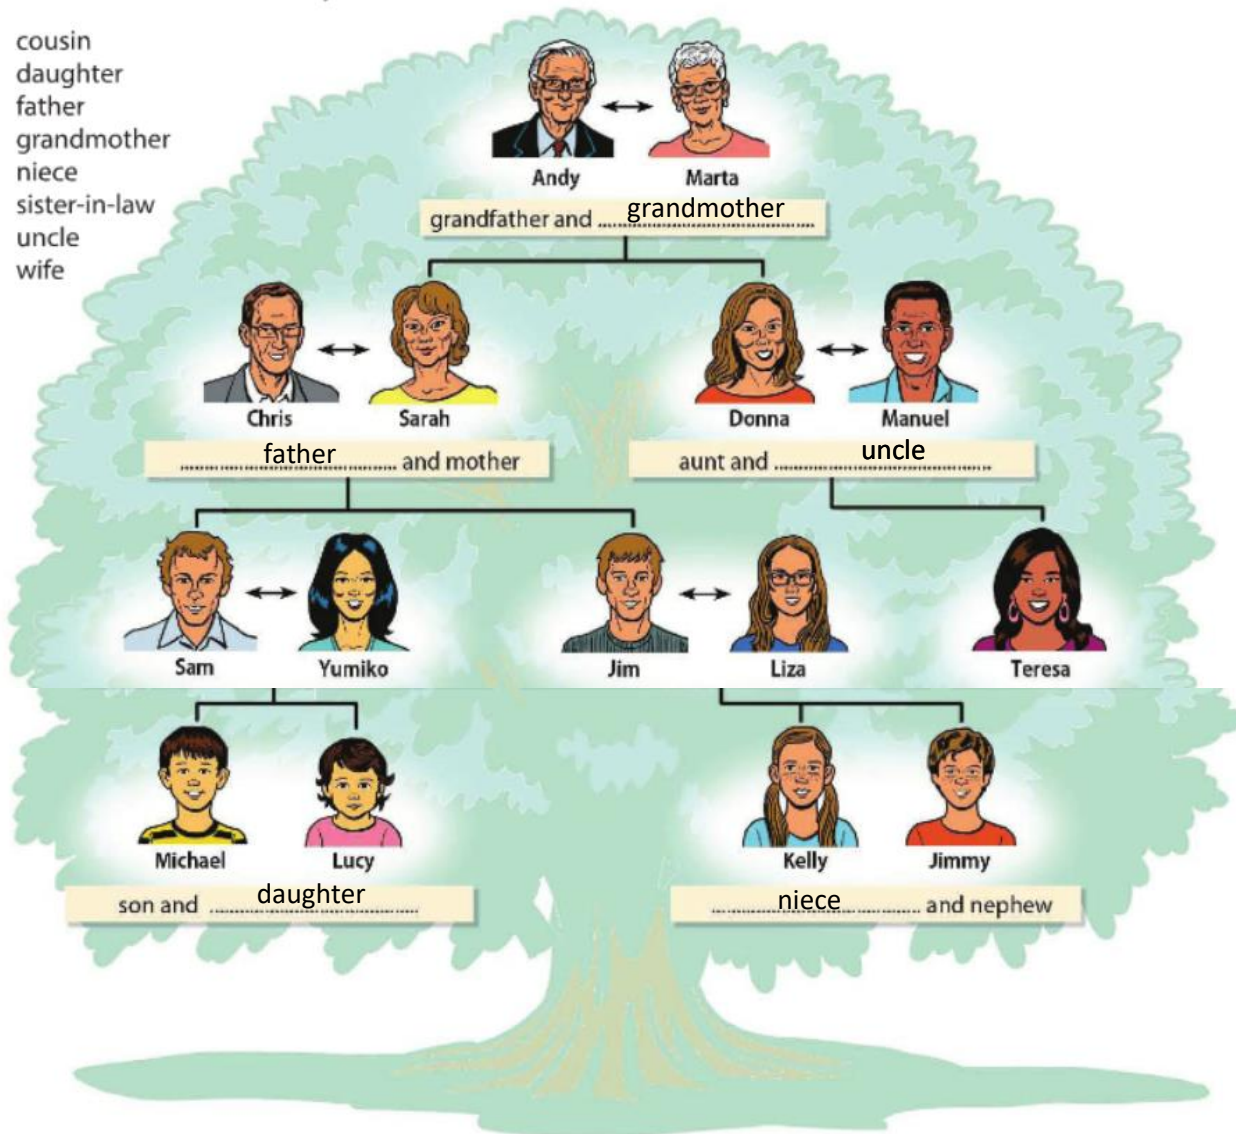 cousin
daughter
father
grandmother
niece
sister-in-law
uncle
wife
Andy Marta
grandfather and grandmother
Chris Sarah Donna Manuel
father and mother aunt and uncle
Sam Yumiko Jim Liza Teresa
Michael Lucy Kelly Jimmy
son and daughter niece and nephew